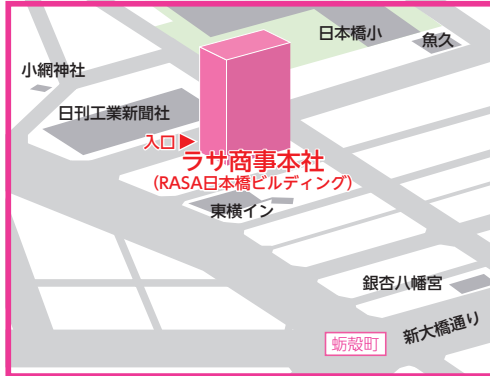 日本橋小
魚久
小網神社
日刊工業新聞社
入口▶
ラサ商事本社
(RASA日本橋ビルディング)
東横イン
銀杏八幡宮
新大橋通り
蛎殻町